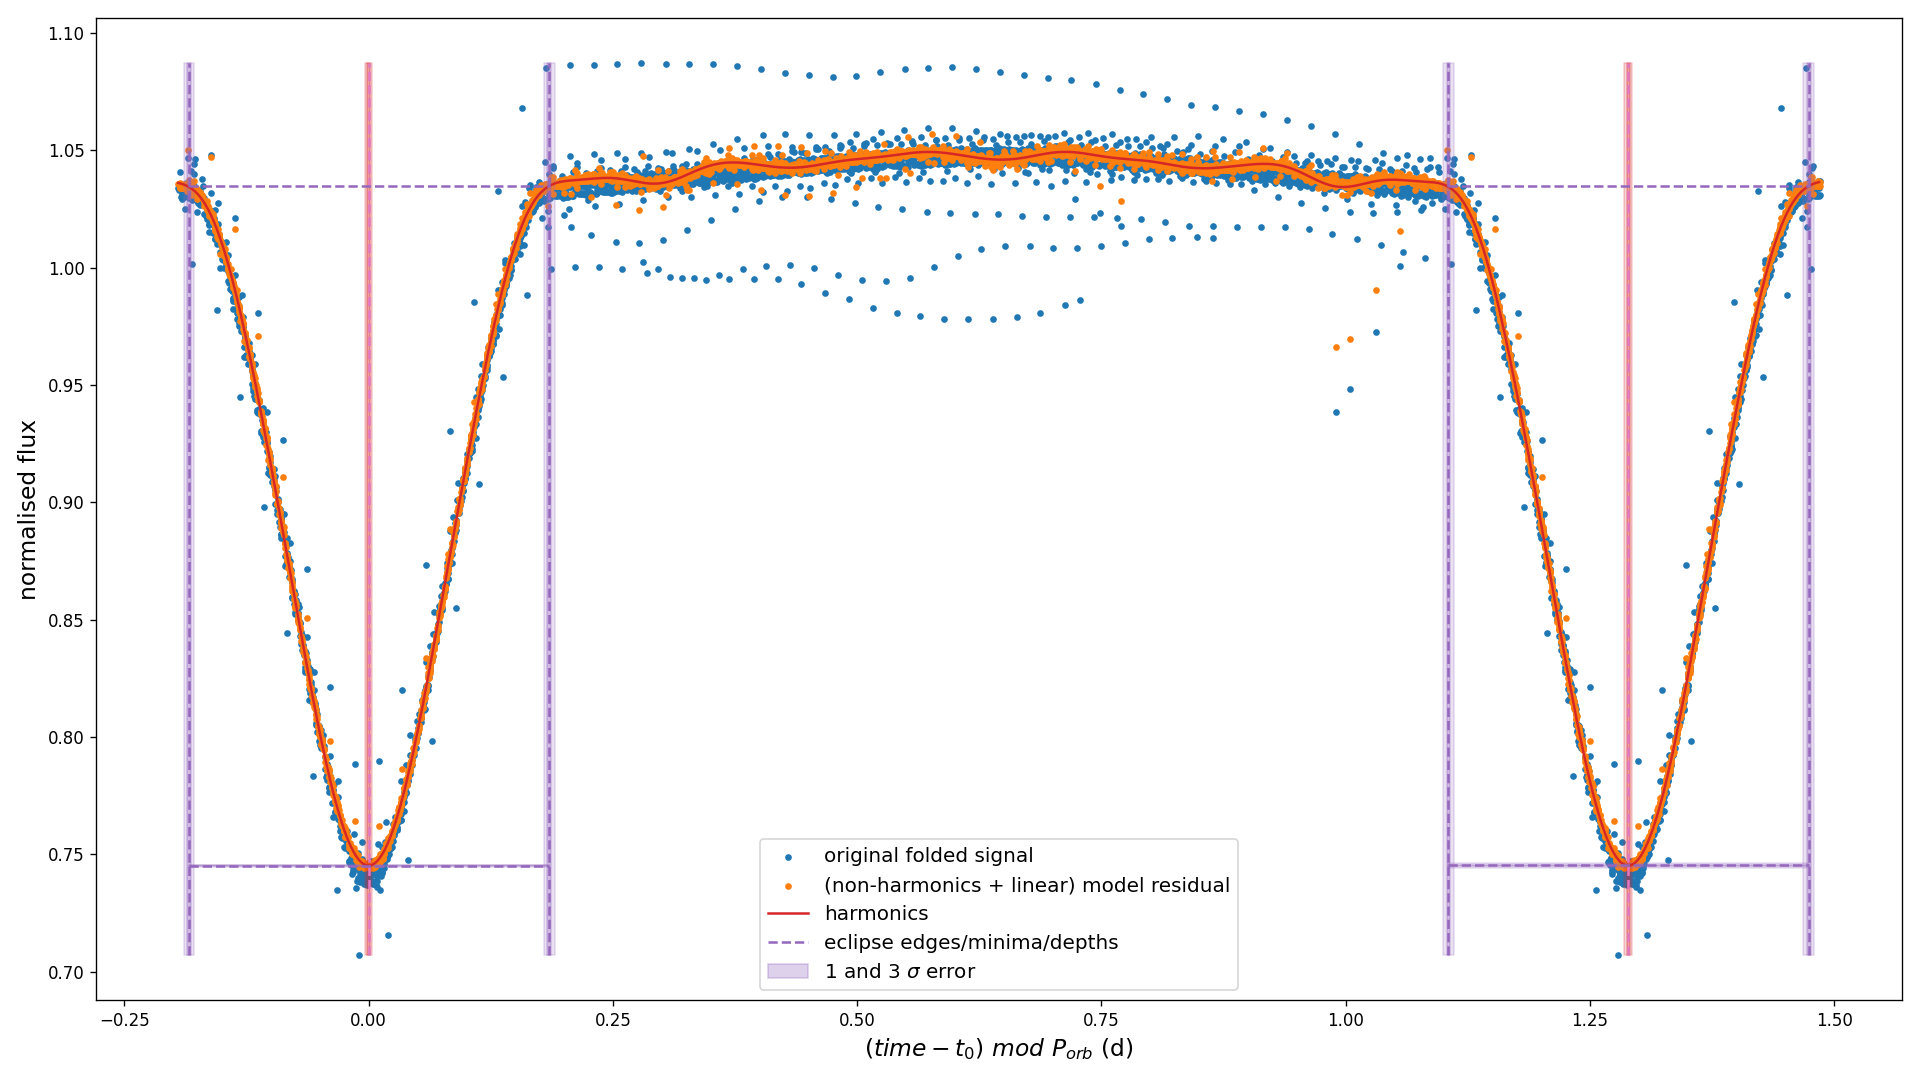 1.10
1.05
1.00
0.95
0.90
0.85
0.80
0.75
0.70
normalised flux
original folded signal
(non-harmonics + linear) model residual
harmonics
eclipse edges/minima/depths
1 and 3 σ error
−0.25 0.00 0.25 0.50 0.75 1.00 1.25 1.50
(time − t₀) mod Pₒᵣb (d)